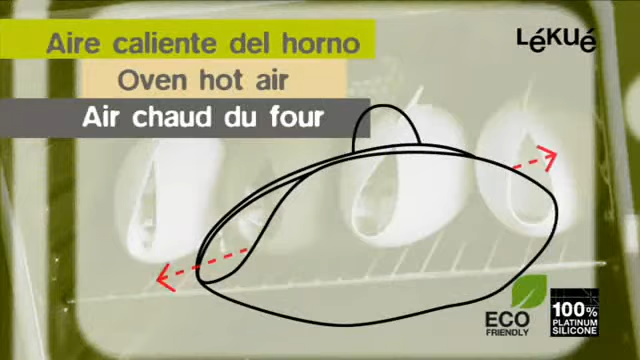 Aire caliente del horno
Lékué
Oven hot air
Air chaud du four
ECO
FRIENDLY
100%
PLATINUM
SILICONE